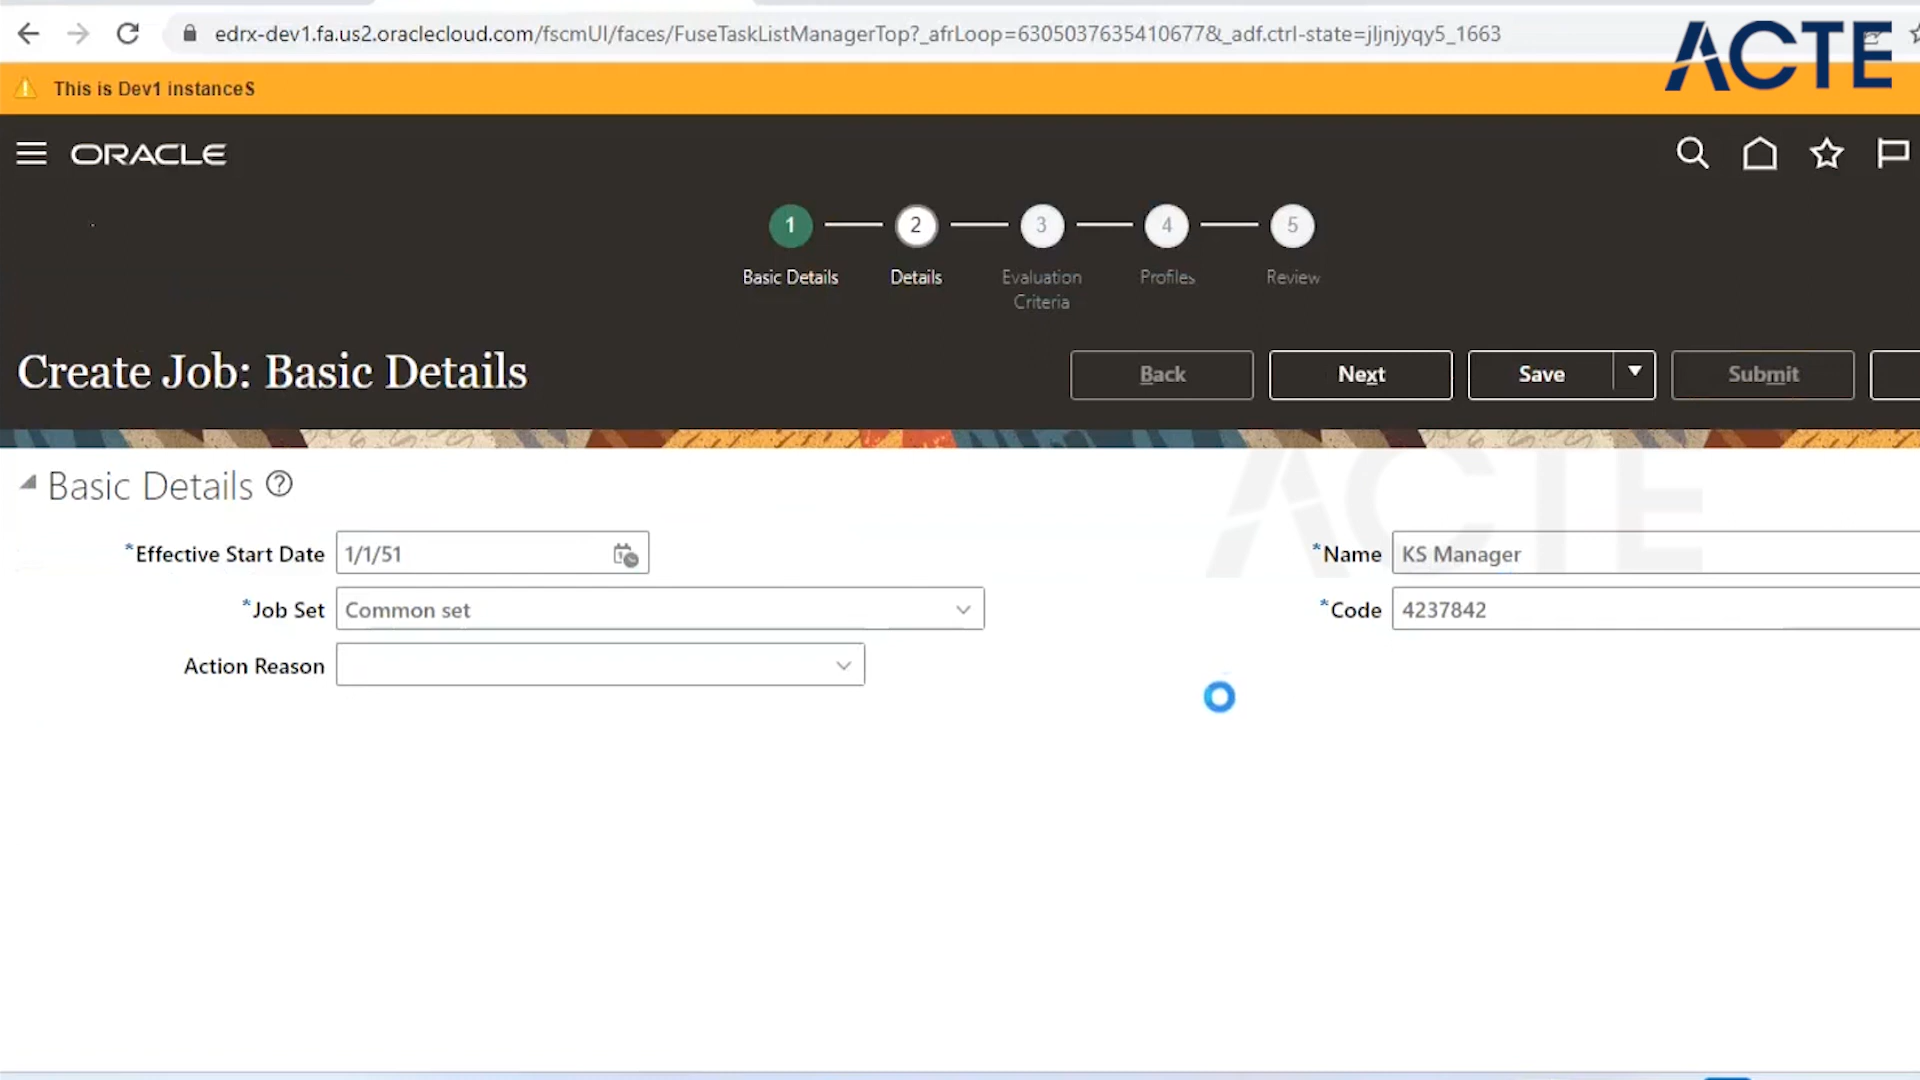 edrx-dev1.fa.us2.oraclecloud.com/fscmUI/faces/FuseTaskListManagerTop?_afrLoop=6305037635410677&_adf.ctrl-state=jljnjyqy5_1663
ACTE
This is Dev1 instanceS
ORACLE
1 2 3 4 5
Basic Details Details Evaluation Criteria Profiles Review
Create Job: Basic Details
Back Next Save Submit
ACTE
Basic Details ?
*Effective Start Date 1/1/51 *Name KS Manager
*Job Set Common set *Code 4237842
Action Reason